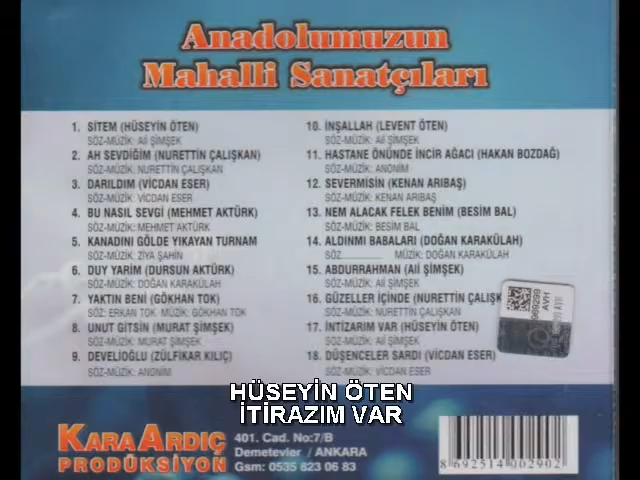 Anadolumuzun
Mahalli Sanatçıları
1. SİTEM (HÜSEYİN ÖTEN)
SÖZ-MÜZİK: Ali ŞİMŞEK
2. AH SEVDİĞİM (NURETTİN ÇALIŞKAN)
SÖZ-MÜZİK: NURETTİN ÇALIŞKAN
3. DARILDIM (VİCDAN ESER)
SÖZ-MÜZİK: VİCDAN ESER
4. BU NASIL SEVGİ (MEHMET AKTÜRK)
SÖZ-MÜZİK: MEHMET AKTÜRK
5. KANADINI GÖLDE YIKAYAN TURNAM
SÖZ-MÜZİK: ZIYA ŞAHİN
6. DUY YARİM (DURSUN AKTÜRK)
SÖZ-MÜZİK: DOĞAN KARAKÜLAH
7. YAKTIN BENİ (GÖKHAN TOK)
SÖZ: ERKAN TOK MÜZİK: GÖKHAN TOK
8. UNUT GİTSİN (MURAT ŞİMŞEK)
SÖZ-MÜZİK: MURAT ŞİMŞEK
9. DEVELİOĞLU (ZÜLFİKAR KILIÇ)
SÖZ-MÜZİK: ANONİM
10. İNŞALLAH (LEVENT ÖTEN)
SÖZ-MÜZİK: Ali ŞİMŞEK
11. HASTANE ÖNÜNDE İNCİR AĞACI (HAKAN BOZDAĞ)
SÖZ-MÜZİK: ANONİM
12. SEVERMİSİN (KENAN ARIBAŞ)
SÖZ-MÜZİK: KENAN ARIBAŞ
13. NEM ALACAK FELEK BENİM (BESİM BAL)
SÖZ-MÜZİK: BESİM BAL
14. ALDINMI BABALARI (DOĞAN KARAKÜLAH)
SÖZ........... MÜZİK: DOĞAN KARAKÜLAH
15. ABDURRAHMAN (Ali ŞİMŞEK)
SÖZ-MÜZİK: Ali ŞİMŞEK
16. GÜZELLER İÇİNDE (NURETTİN ÇALIŞK
SÖZ-MÜZİK: NURETTİN ÇALIŞKAN
17. İNTİZARIM VAR (HÜSEYİN ÖTEN)
SÖZ-MÜZİK: Ali ŞİMŞEK
18. DÜŞENCELER SARDI (VİCDAN ESER)
SÖZ-MÜZİK: VİCDAN ESER
AVH
HÜSEYİN ÖTEN
İTİRAZIM VAR
KARA ARDIÇ
PRODÜKSİYON
401. Cad. No:7/B
Demetevler / ANKARA
Gsm: 0535 823 06 83
8 692514 002902